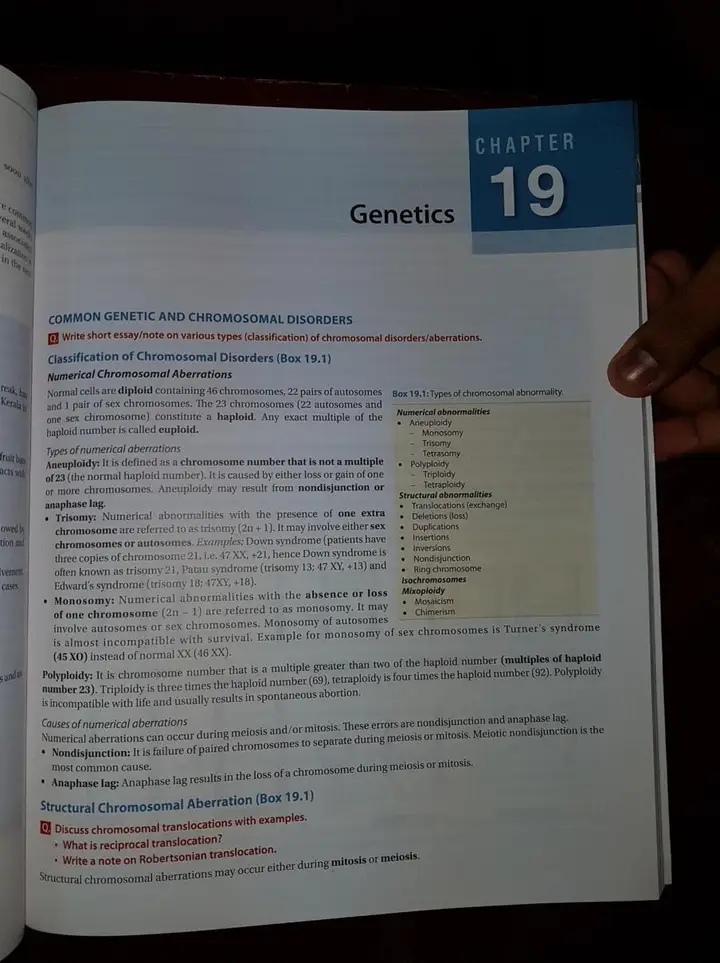 soon
in the
Kerala
fruit bats
owed by
tion and
cases.
CHAPTER
19
Genetics
COMMON GENETIC AND CHROMOSOMAL DISORDERS
Q. Write short essay/note on various types (classification) of chromosomal disorders/aberrations.
Classification of Chromosomal Disorders (Box 19.1)
Numerical Chromosomal Aberrations
Normal cells are diploid containing 46 chromosomes, 22 pairs of autosomes
and 1 pair of sex chromosomes. The 23 chromosomes (22 autosomes and
one sex chromosome) constitute a haploid. Any exact multiple of the
haploid number is called euploid.
Types of numerical aberrations
Aneuploidy: It is defined as a chromosome number that is not a multiple
of 23 (the normal haploid number). It is caused by either loss or gain of one
or more chromosomes. Aneuploidy may result from nondisjunction or
anaphase lag.
• Trisomy: Numerical abnormalities with the presence of one extra
chromosome are referred to as trisomy (2n + 1). It may involve either sex
chromosomes or autosomes. Examples: Down syndrome (patients have
three copies of chromosome 21, i.e. 47 XX, +21, hence Down syndrome is
often known as trisomy 21, Patau syndrome (trisomy 13; 47 XY, +13) and
Edward's syndrome (trisomy 18; 47XY, +18).
• Monosomy: Numerical abnormalities with the absence or loss
of one chromosome (2n − 1) are referred to as monosomy. It may
involve autosomes or sex chromosomes. Monosomy of autosomes
is almost incompatible with survival. Example for monosomy of sex chromosomes is Turner's syndrome
(45 XO) instead of normal XX (46 XX).
Box 19.1: Types of chromosomal abnormality.
Numerical abnormalities
• Aneuploidy
– Monosomy
– Trisomy
– Tetrasomy
• Polyploidy
– Triploidy
– Tetraploidy
Structural abnormalities
• Translocations (exchange)
• Deletions (loss)
• Duplications
• Insertions
• Inversions
• Nondisjunction
• Ring chromosome
Isochromosomes
Mixoploidy
• Mosaicism
• Chimerism
Polyploidy: It is chromosome number that is a multiple greater than two of the haploid number (multiples of haploid
number 23). Triploidy is three times the haploid number (69), tetraploidy is four times the haploid number (92). Polyploidy
is incompatible with life and usually results in spontaneous abortion.
Causes of numerical aberrations
Numerical aberrations can occur during meiosis and/or mitosis. These errors are nondisjunction and anaphase lag.
• Nondisjunction: It is failure of paired chromosomes to separate during meiosis or mitosis. Meiotic nondisjunction is the
most common cause.
• Anaphase lag: Anaphase lag results in the loss of a chromosome during meiosis or mitosis.
Structural Chromosomal Aberration (Box 19.1)
Q. Discuss chromosomal translocations with examples.
• What is reciprocal translocation?
• Write a note on Robertsonian translocation.
Structural chromosomal aberrations may occur either during mitosis or meiosis.